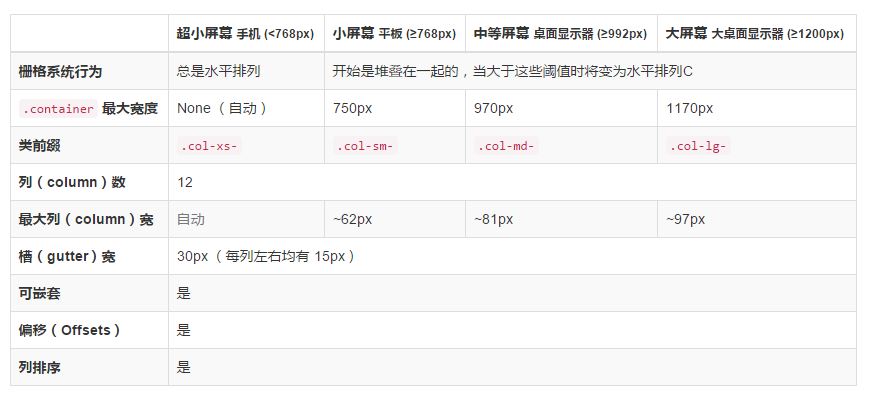 超小屏幕 手机 (<768px) 小屏幕 平板 (≥768px) 中等屏幕 桌面显示器 (≥992px) 大屏幕 大桌面显示器 (≥1200px)
栅格系统行为 总是水平排列 开始是堆叠在一起的，当大于这些阈值时将变为水平排列C
.container 最大宽度 None（自动） 750px 970px 1170px
类前缀 .col-xs- .col-sm- .col-md- .col-lg-
列（column）数 12
最大列（column）宽 自动 ~62px ~81px ~97px
槽（gutter）宽 30px（每列左右均有 15px）
可嵌套 是
偏移（Offsets） 是
列排序 是